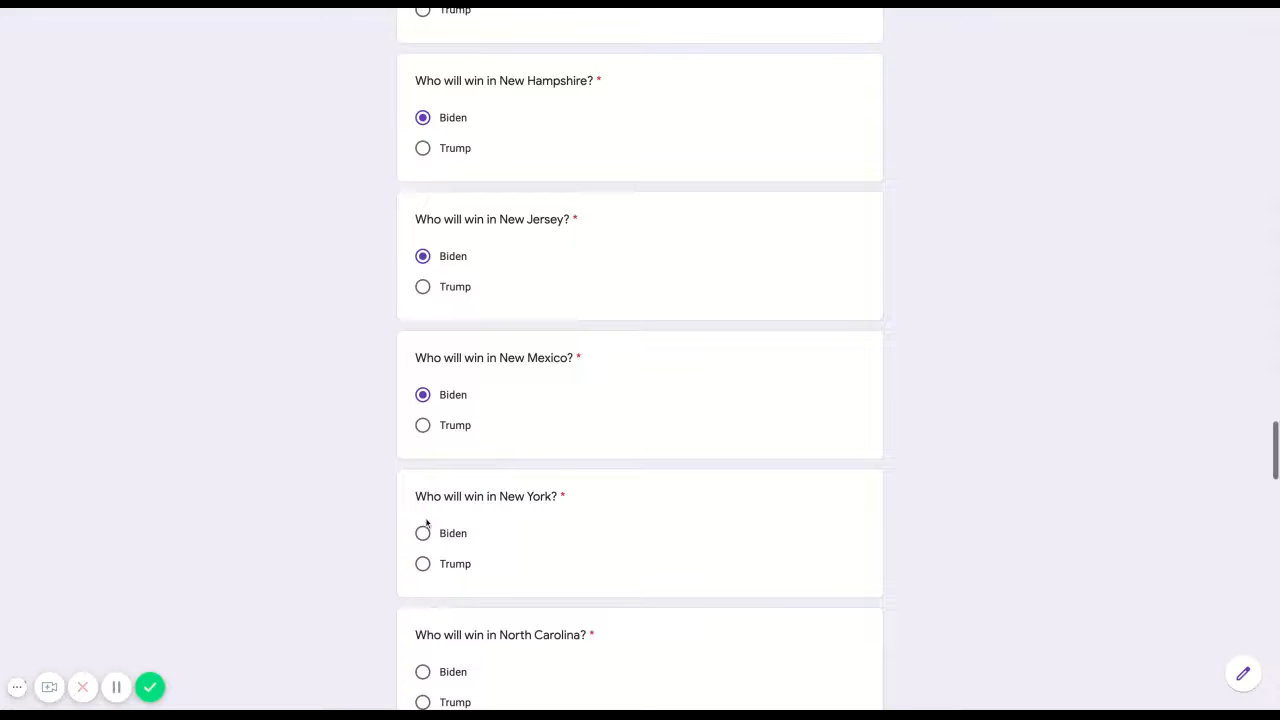 Trump
Who will win in New Hampshire? *
Biden
Trump
Who will win in New Jersey? *
Biden
Trump
Who will win in New Mexico? *
Biden
Trump
Who will win in New York? *
Biden
Trump
Who will win in North Carolina? *
Biden
Trump